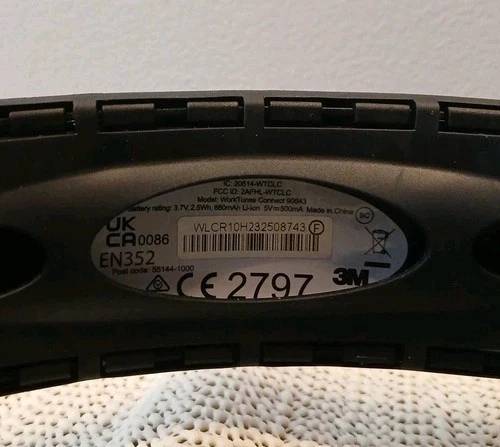 IC: 20514-WTCLC
FCC ID: 2AFHL-WTCLC
Model: WorkTunes Connect 90543
Battery rating: 3.7V, 2.5Wh, 680mAh Li-ion 5V⎓500mA Made in China
UK
CA 0086
WLCR10H232508743 F
EN352
Post code: 55144-1000
CE 2797
3M